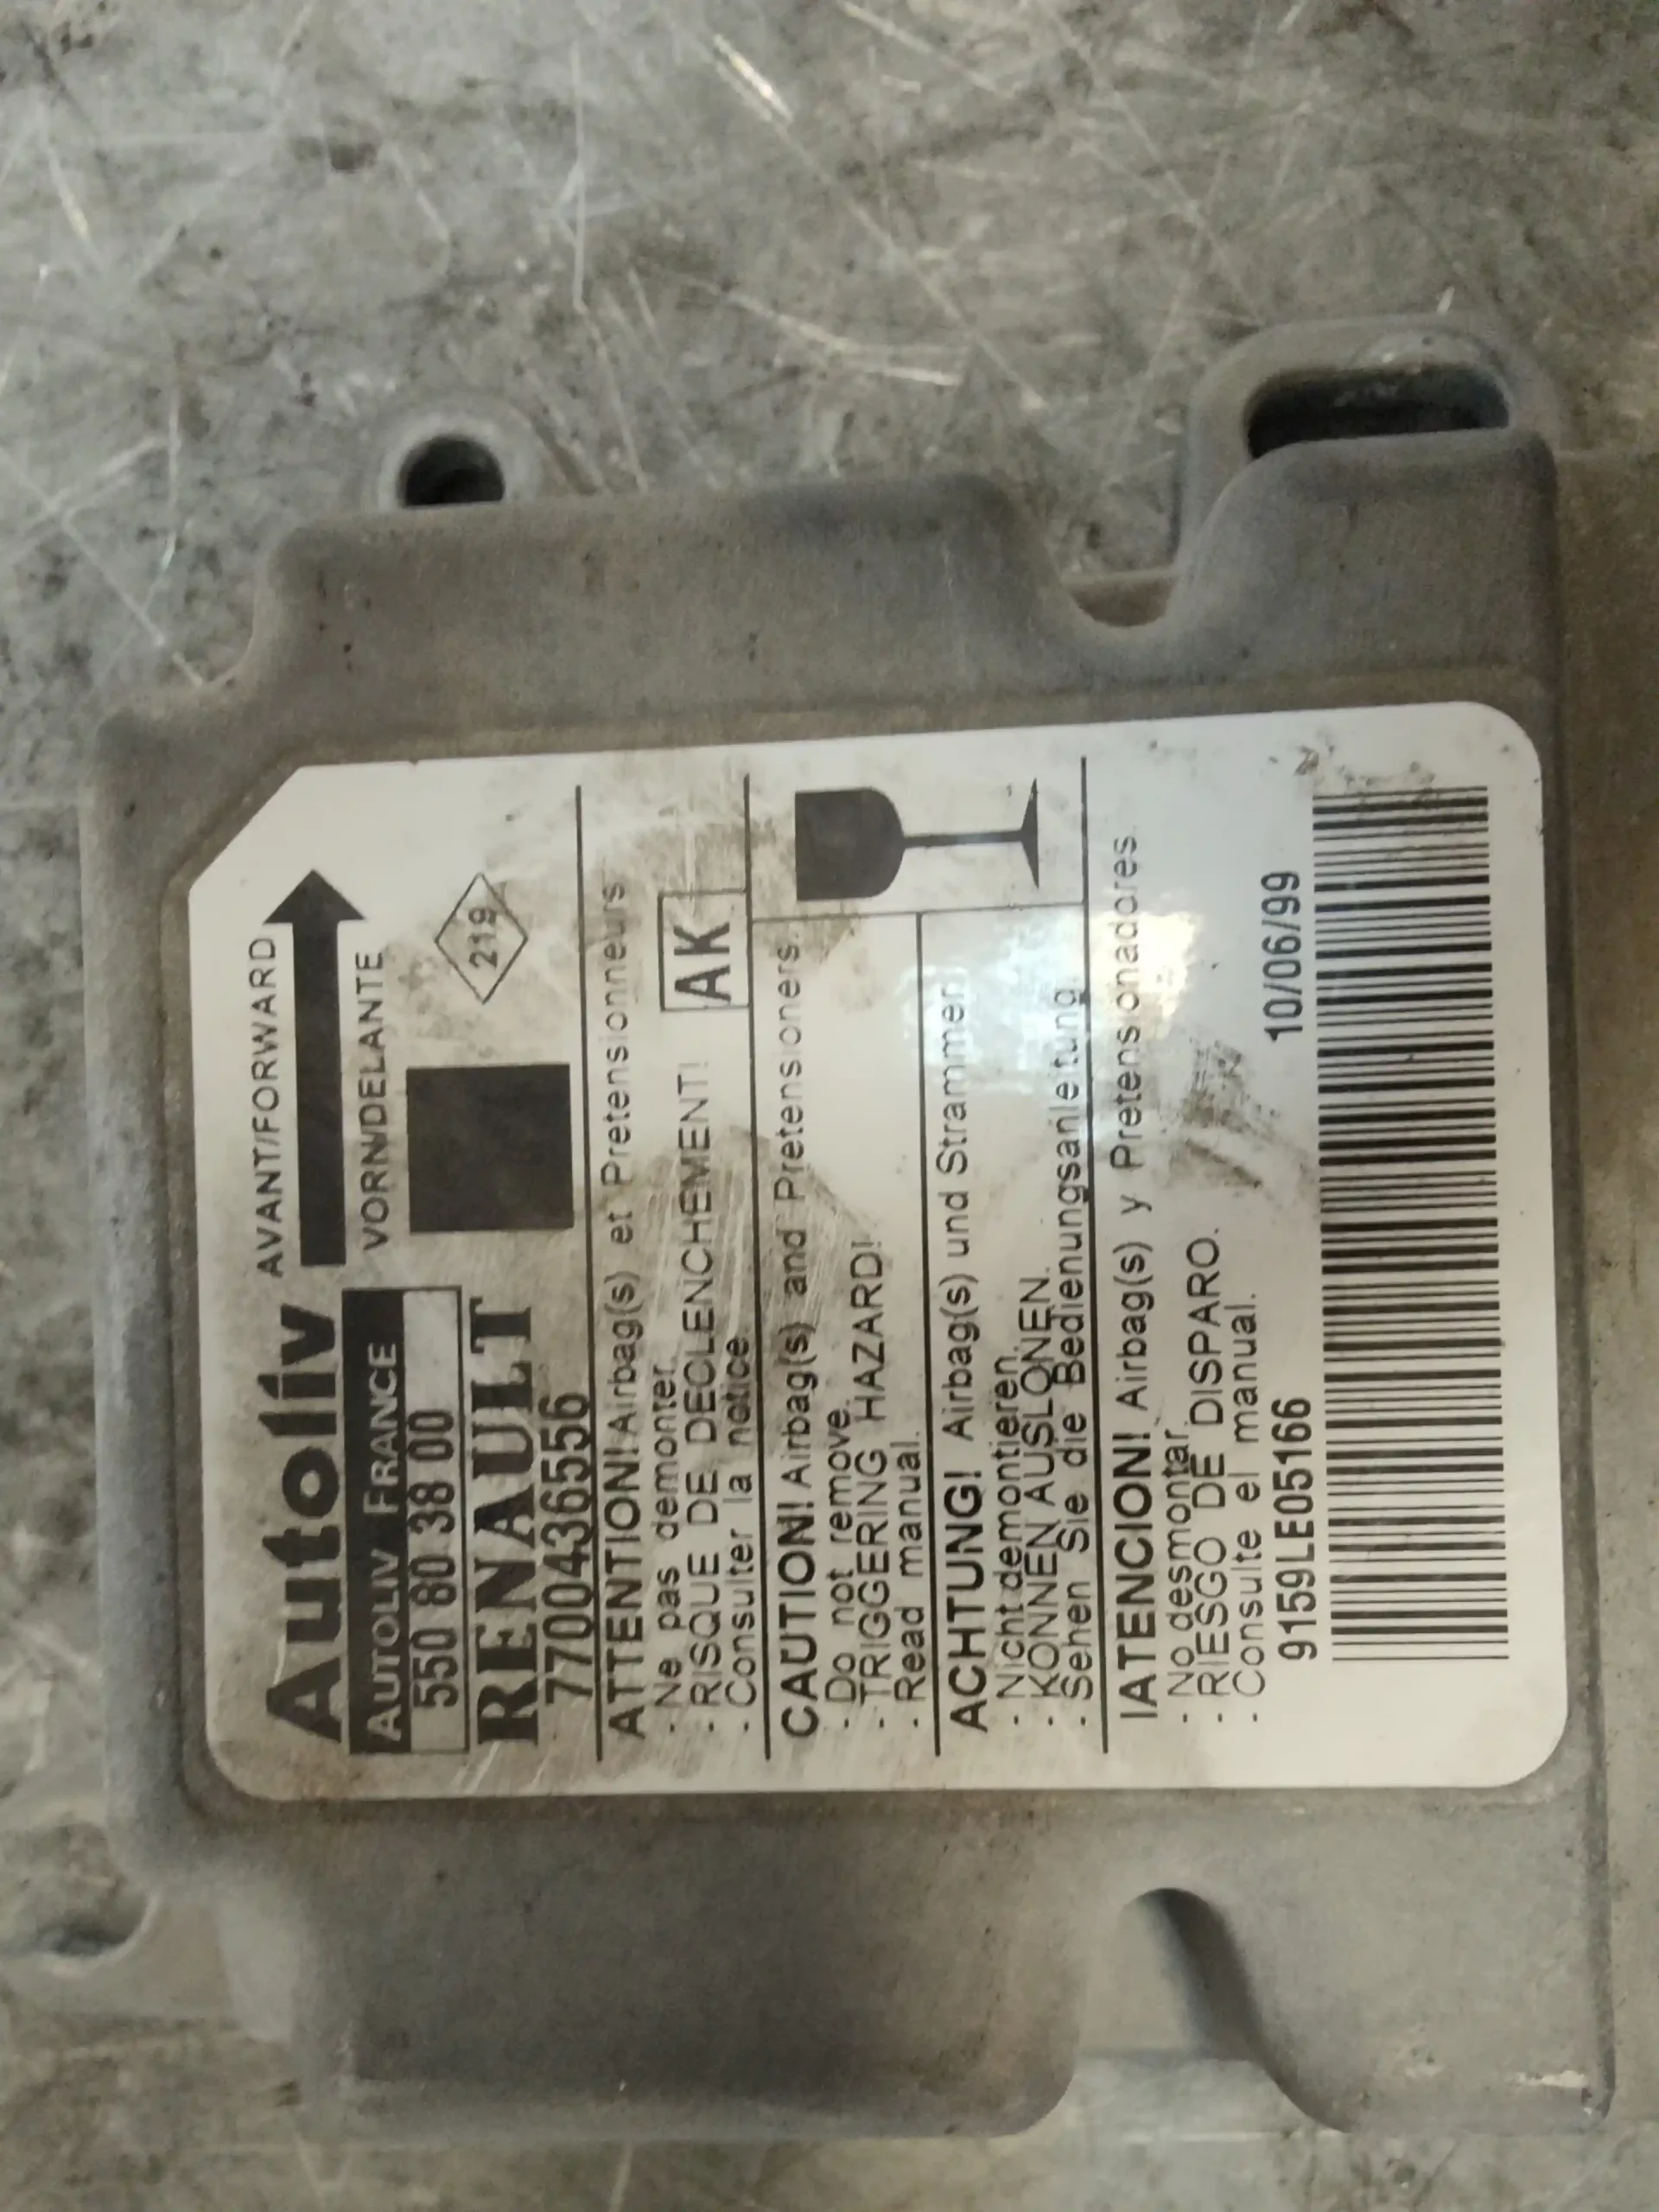 Autoliv
AVANT/FORWARD
VORN/DELANTE
AUTOLIV FRANCE
550 80 38 00
RENAULT
7700436556
219
ATTENTION! Airbag(s) et Pretensionneurs
- Ne pas demonter.
- RISQUE DE DECLENCHEMENT!
- Consulter la notice.
AK
CAUTION! Airbag(s) and Pretensioners.
- Do not remove.
- TRIGGERING HAZARD!
- Read manual.
ACHTUNG! Airbag(s) und Strammer.
- Nicht demontieren.
- KONNEN AUSLONEN.
- Sehen Sie die Bedienungsanleitung.
IATENCION! Airbag(s) y Pretensionadores.
- No desmontar.
- RIESGO DE DISPARO.
- Consulte el manual.
9159LE05166 10/06/99